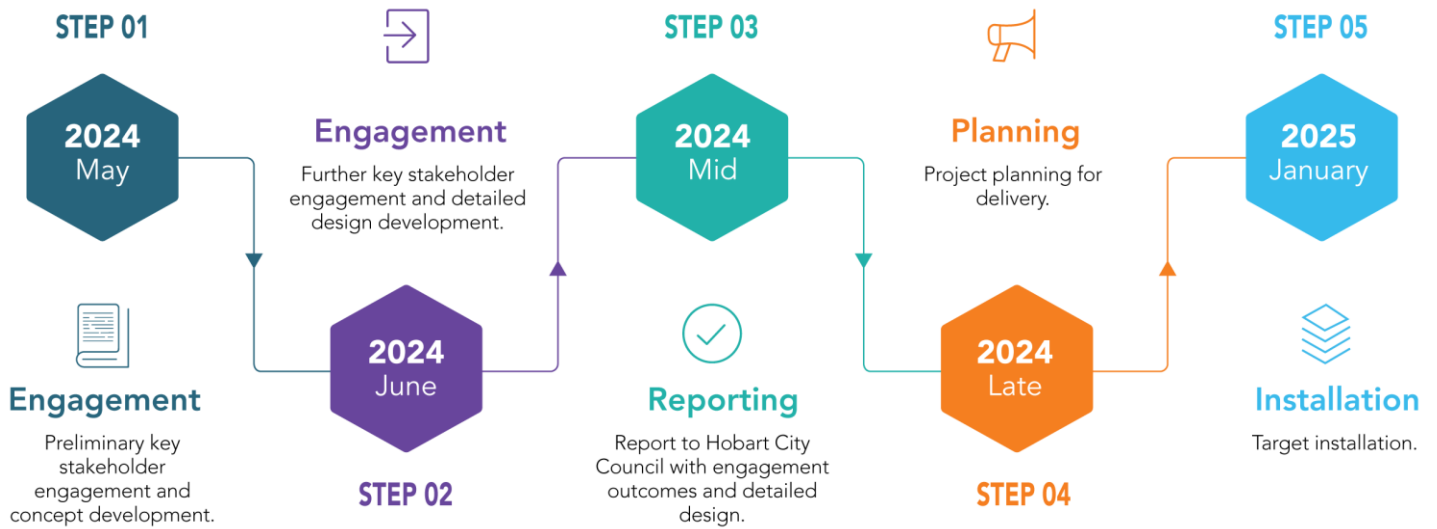 STEP 01
2024
May
Engagement
Preliminary key
stakeholder
engagement and
concept development.
Engagement
Further key stakeholder
engagement and detailed
design development.
2024
June
STEP 02
STEP 03
2024
Mid
Reporting
Report to Hobart City
Council with engagement
outcomes and detailed
design.
Planning
Project planning for
delivery.
2024
Late
STEP 04
STEP 05
2025
January
Installation
Target installation.